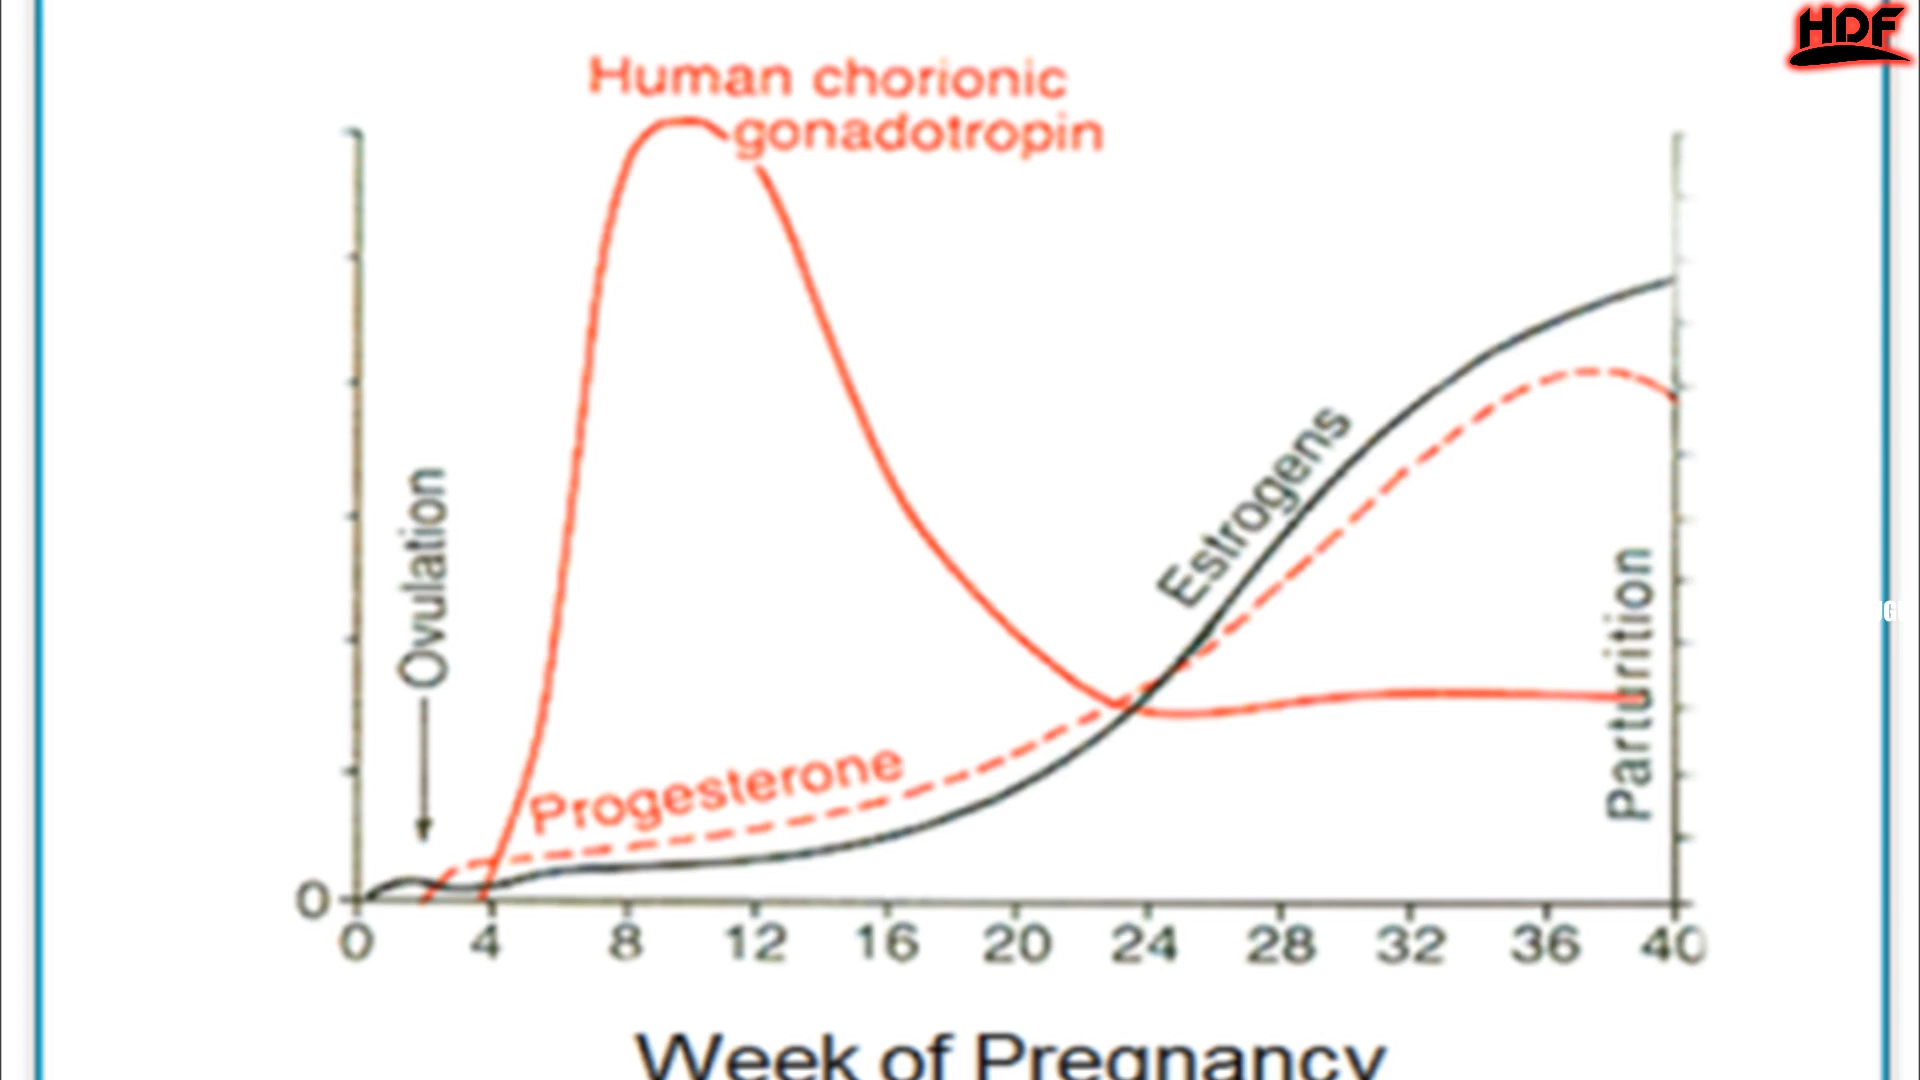 HDF
Human chorionic
gonadotropin
Ovulation
Estrogens
Progesterone
Parturition
0
0 4 8 12 16 20 24 28 32 36 40
Week of Pregnancy